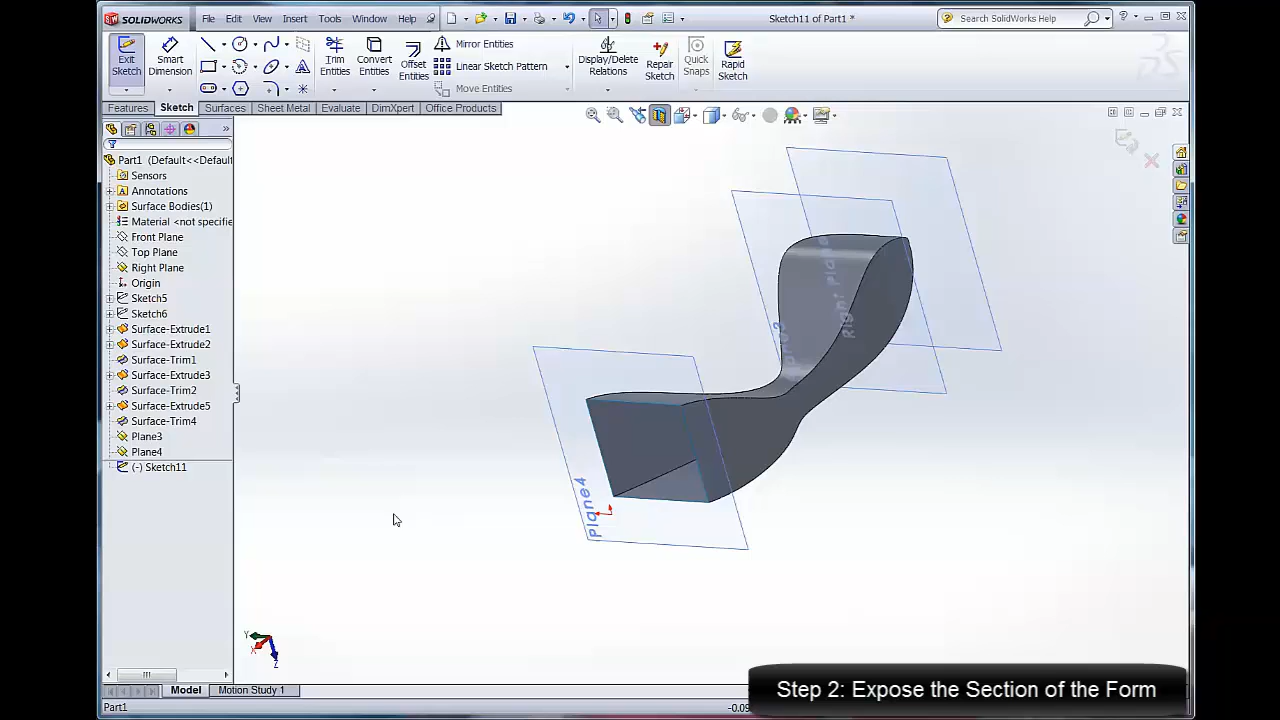 SOLIDWORKS File Edit View Insert Tools Window Help Sketch11 of Part1 * Search SolidWorks Help
Exit Sketch
Smart Dimension
Trim Entities
Convert Entities
Offset Entities
Mirror Entities
Linear Sketch Pattern
Move Entities
Display/Delete Relations
Repair Sketch
Quick Snaps
Rapid Sketch
Features Sketch Surfaces Sheet Metal Evaluate DimXpert Office Products
Part1 (Default<<Default
Sensors
Annotations
Surface Bodies(1)
Material <not specifie
Front Plane
Top Plane
Right Plane
Origin
Sketch5
Sketch6
Surface-Extrude1
Surface-Extrude2
Surface-Trim1
Surface-Extrude3
Surface-Trim2
Surface-Extrude5
Surface-Trim4
Plane3
Plane4
(-) Sketch11
Right Plane
Plane3
Plane4
Y
X
Z
Model Motion Study 1
Step 2: Expose the Section of the Form
Part1
-0.09